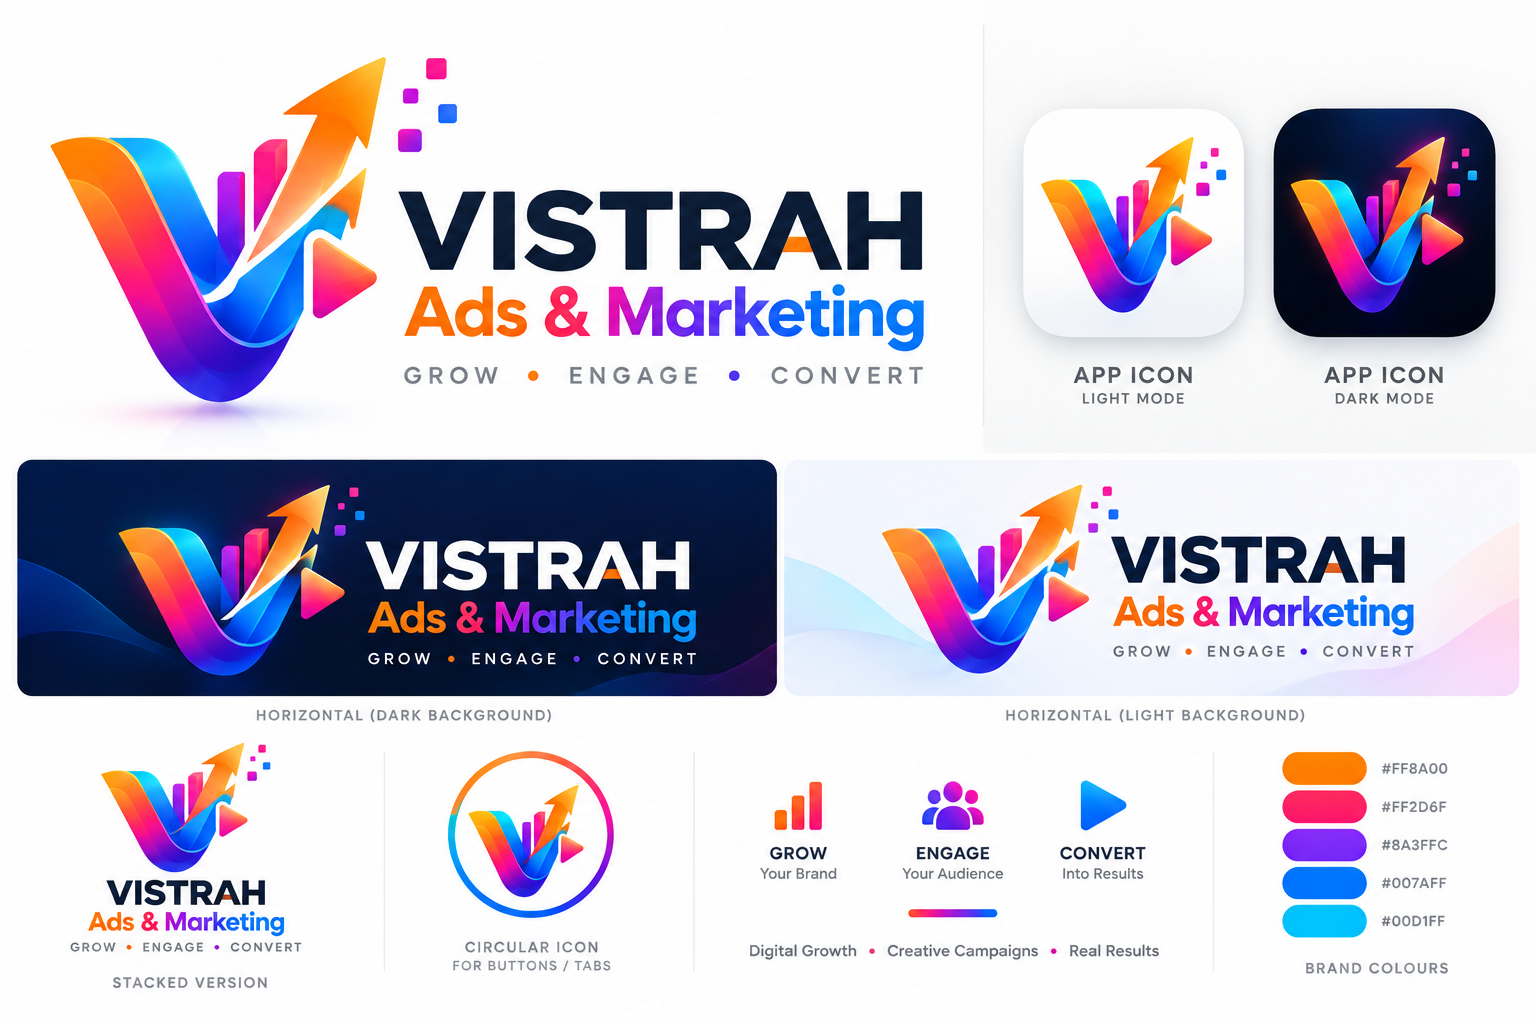 VISTRAH
Ads & Marketing
GROW • ENGAGE • CONVERT
APP ICON
LIGHT MODE
APP ICON
DARK MODE
VISTRAH
Ads & Marketing
GROW • ENGAGE • CONVERT
HORIZONTAL (DARK BACKGROUND)
VISTRAH
Ads & Marketing
GROW • ENGAGE • CONVERT
HORIZONTAL (LIGHT BACKGROUND)
VISTRAH
Ads & Marketing
GROW • ENGAGE • CONVERT
STACKED VERSION
CIRCULAR ICON
FOR BUTTONS / TABS
GROW
Your Brand
ENGAGE
Your Audience
CONVERT
Into Results
Digital Growth • Creative Campaigns • Real Results
#FF8A00
#FF2D6F
#8A3FFC
#007AFF
#00D1FF
BRAND COLOURS